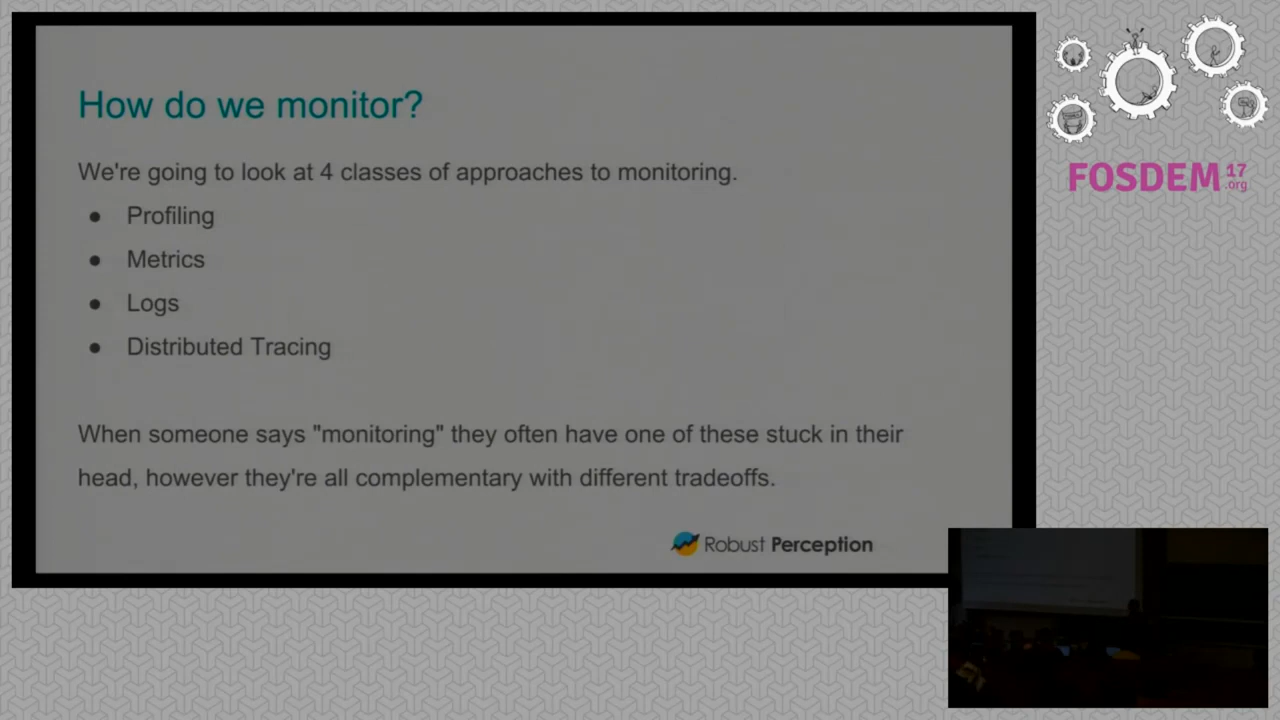 How do we monitor?
We're going to look at 4 classes of approaches to monitoring.
● Profiling
● Metrics
● Logs
● Distributed Tracing
When someone says "monitoring" they often have one of these stuck in their
head, however they're all complementary with different tradeoffs.
Robust Perception
FOSDEM 17
.org